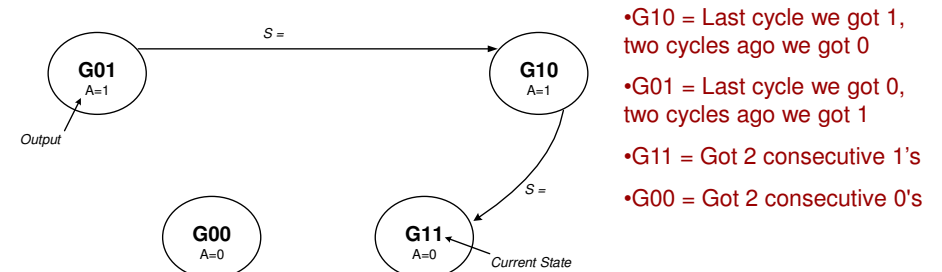 S =
G01
A=1
G10
A=1
Output
S =
G00
A=0
G11
A=0
Current State
•G10 = Last cycle we got 1,
two cycles ago we got 0
•G01 = Last cycle we got 0,
two cycles ago we got 1
•G11 = Got 2 consecutive 1's
•G00 = Got 2 consecutive 0's